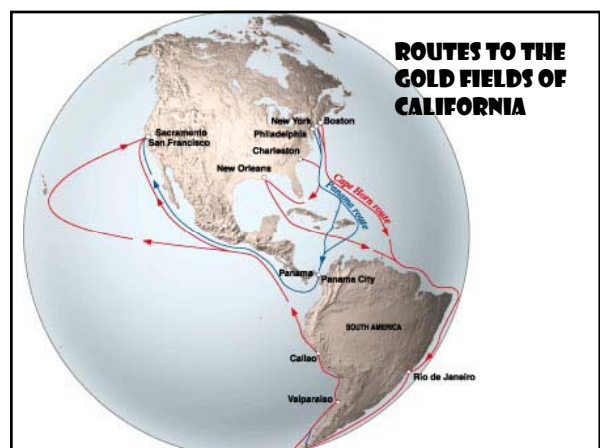 ROUTES TO THE
GOLD FIELDS OF
CALIFORNIA
New York
Boston
Philadelphia
Charleston
New Orleans
Sacramento
San Francisco
Cape Horn route
Panama route
Panama
Panama City
SOUTH AMERICA
Callao
Rio de Janeiro
Valparaiso